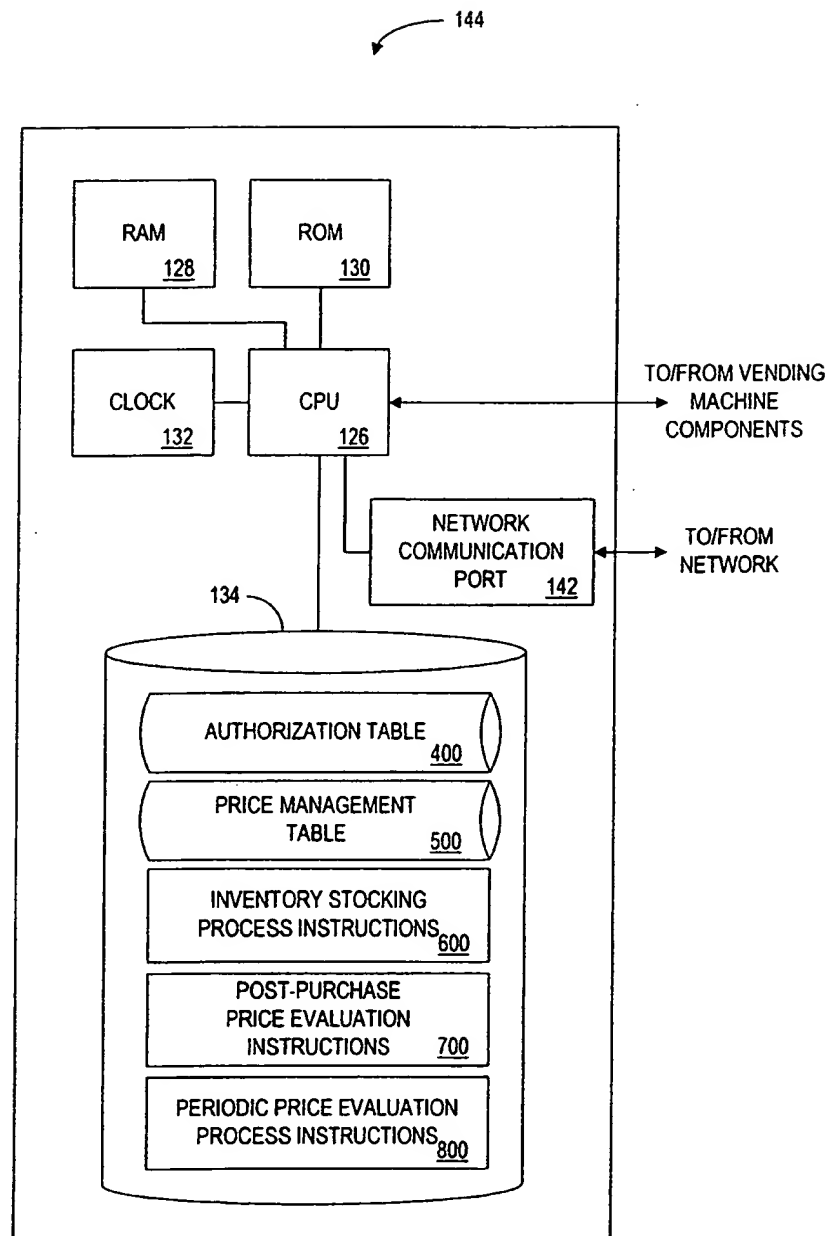 144
RAM
128
ROM
130
CLOCK
132
CPU
126
TO/FROM VENDING
MACHINE
COMPONENTS
NETWORK
COMMUNICATION
PORT
142
TO/FROM
NETWORK
134
AUTHORIZATION TABLE
400
PRICE MANAGEMENT
TABLE
500
INVENTORY STOCKING
PROCESS INSTRUCTIONS
600
POST-PURCHASE
PRICE EVALUATION
INSTRUCTIONS
700
PERIODIC PRICE EVALUATION
PROCESS INSTRUCTIONS
800